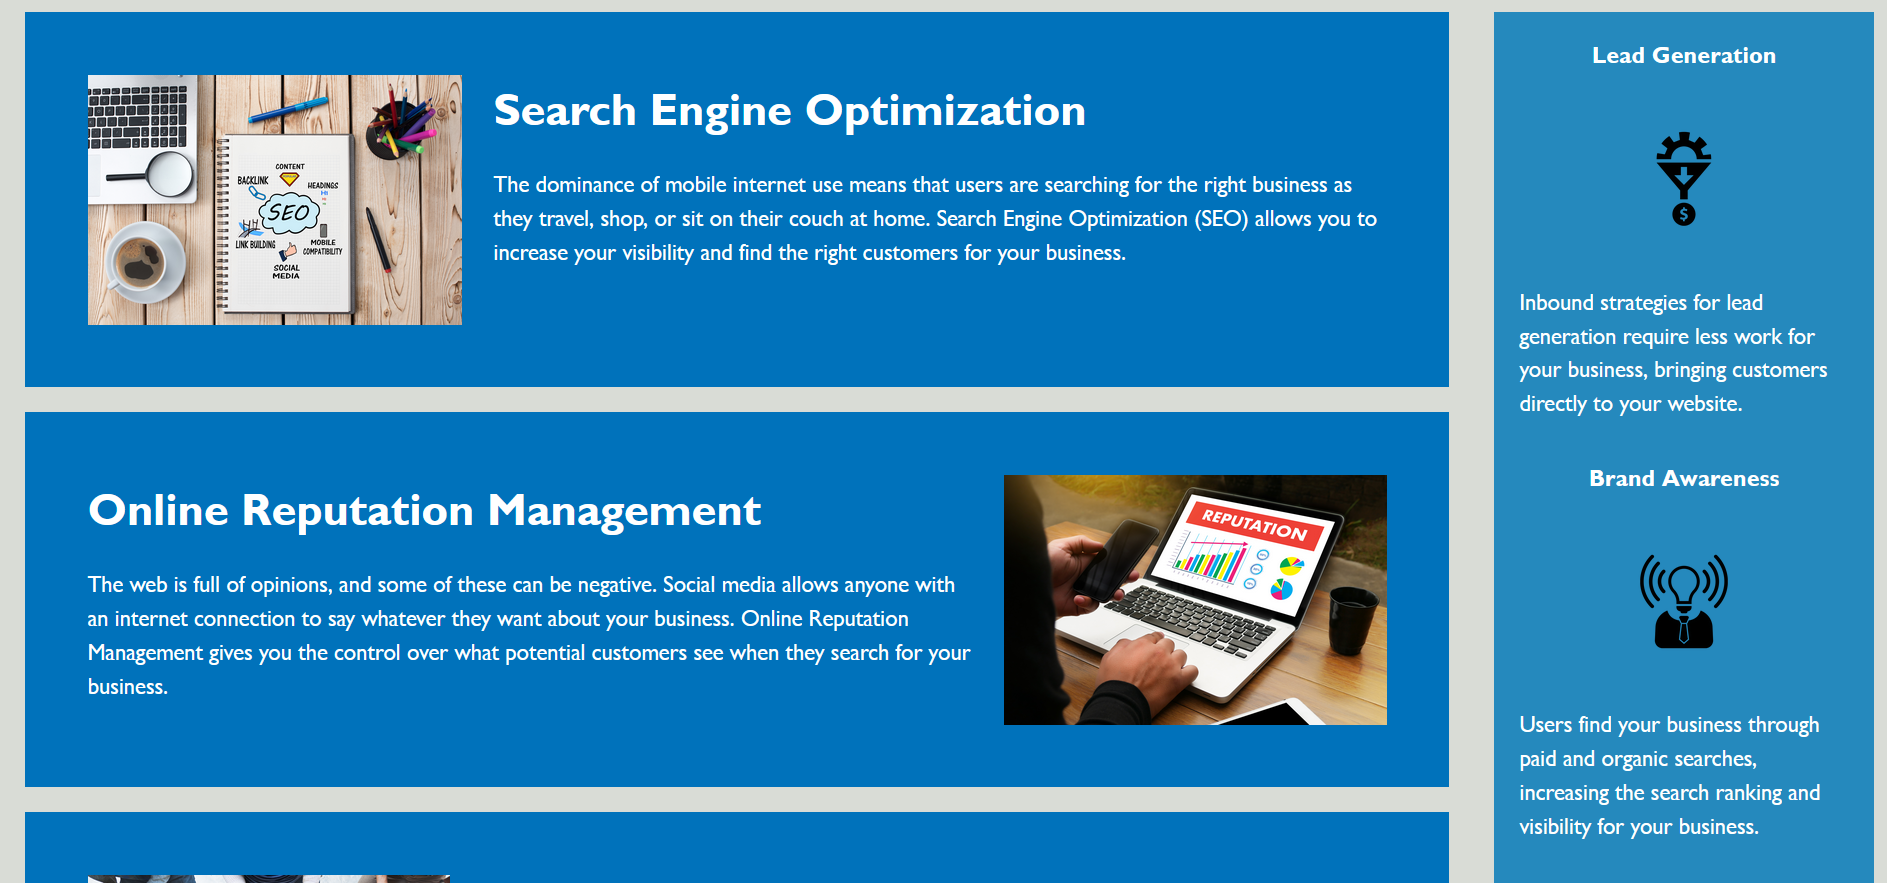 Search Engine Optimization
The dominance of mobile internet use means that users are searching for the right business as
they travel, shop, or sit on their couch at home. Search Engine Optimization (SEO) allows you to
increase your visibility and find the right customers for your business.
CONTENT
BACKLINK
HEADINGS
SEO
LINK BUILDING
MOBILE
COMPATIBILITY
SOCIAL
MEDIA
Online Reputation Management
The web is full of opinions, and some of these can be negative. Social media allows anyone with
an internet connection to say whatever they want about your business. Online Reputation
Management gives you the control over what potential customers see when they search for your
business.
REPUTATION
Lead Generation
$
Inbound strategies for lead
generation require less work for
your business, bringing customers
directly to your website.
Brand Awareness
Users find your business through
paid and organic searches,
increasing the search ranking and
visibility for your business.